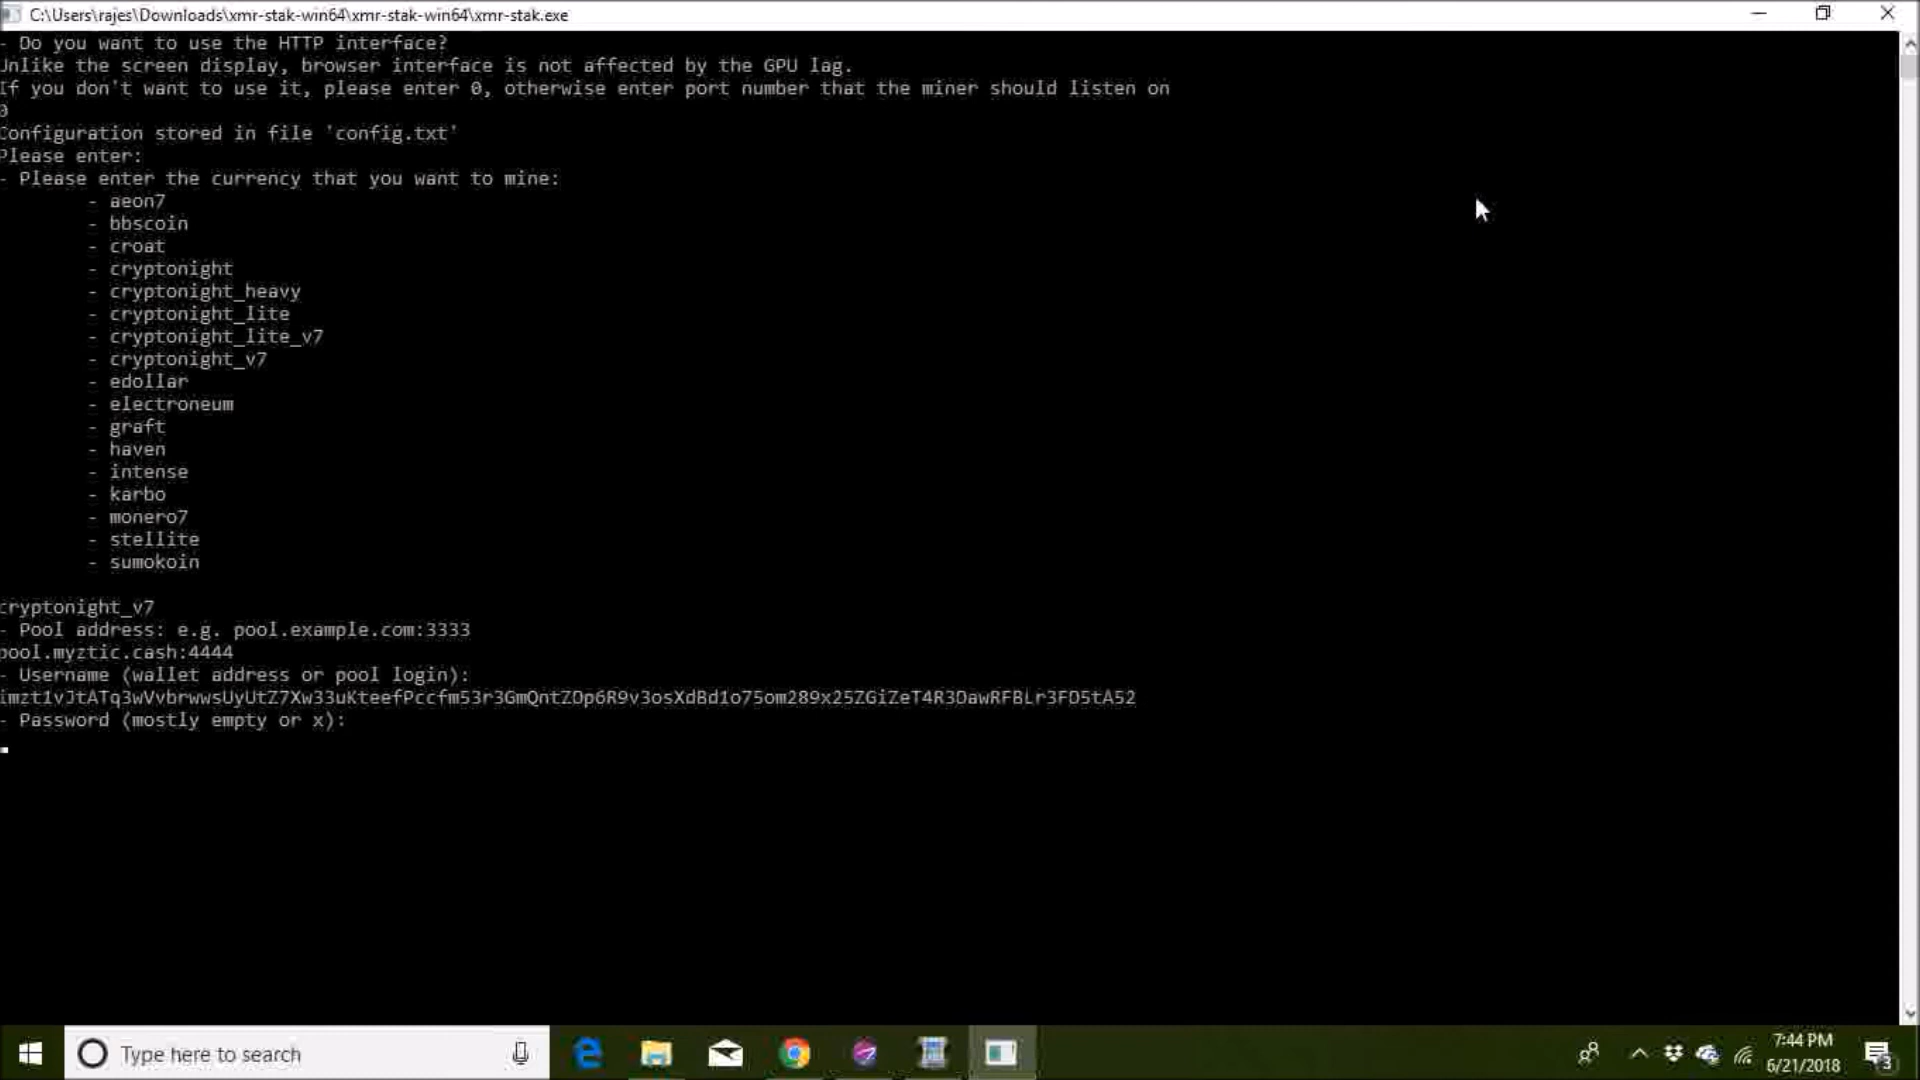 C:\Users\rajes\Downloads\xmr-stak-win64\xmr-stak-win64\xmr-stak.exe
- Do you want to use the HTTP interface?
Unlike the screen display, browser interface is not affected by the GPU lag.
If you don't want to use it, please enter 0, otherwise enter port number that the miner should listen on
0
Configuration stored in file 'config.txt'
Please enter:
- Please enter the currency that you want to mine:
- aeon7
- bbscoin
- croat
- cryptonight
- cryptonight_heavy
- cryptonight_lite
- cryptonight_lite_v7
- cryptonight_v7
- edollar
- electroneum
- graft
- haven
- intense
- karbo
- monero7
- stellite
- sumokoin
cryptonight_v7
- Pool address: e.g. pool.example.com:3333
pool.myztic.cash:4444
- Username (wallet address or pool login):
imzt1vJtATq3wVvbrwwsUyUtZ7Xw33uKteefPccfm53r3GmQntZDp6R9v3osXdBd1o75om289x25ZGiZeT4R3DawRFBLr3FD5tA52
- Password (mostly empty or x):
Type here to search
7:44 PM
6/21/2018
3